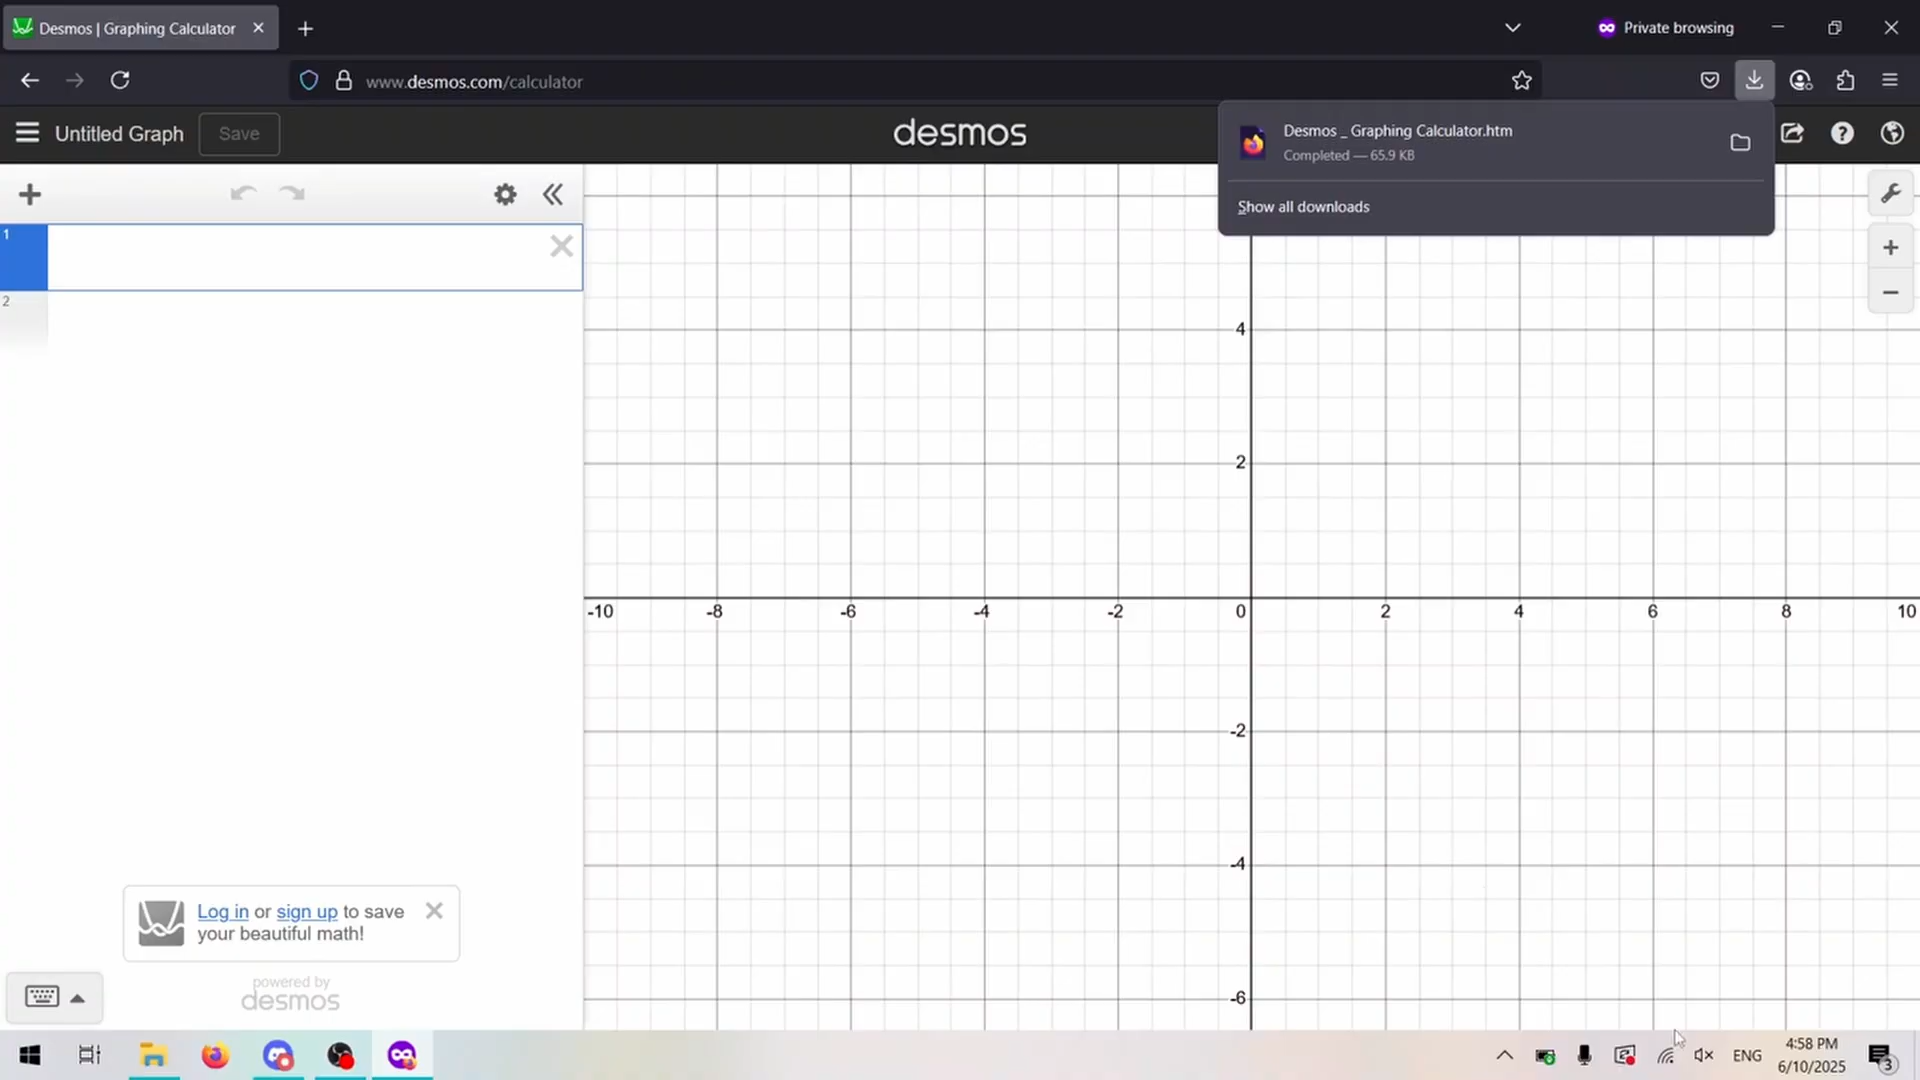 Desmos | Graphing Calculator
Private browsing
www.desmos.com/calculator
Untitled Graph
Save
desmos
Desmos _ Graphing Calculator.htm
Completed — 65.9 KB
Show all downloads
1
2
4
2
-10
-8
-6
-4
-2
0
2
4
6
8
10
-2
-4
-6
Log in or sign up to save
your beautiful math!
powered by
desmos
ENG
4:58 PM
6/10/2025
3